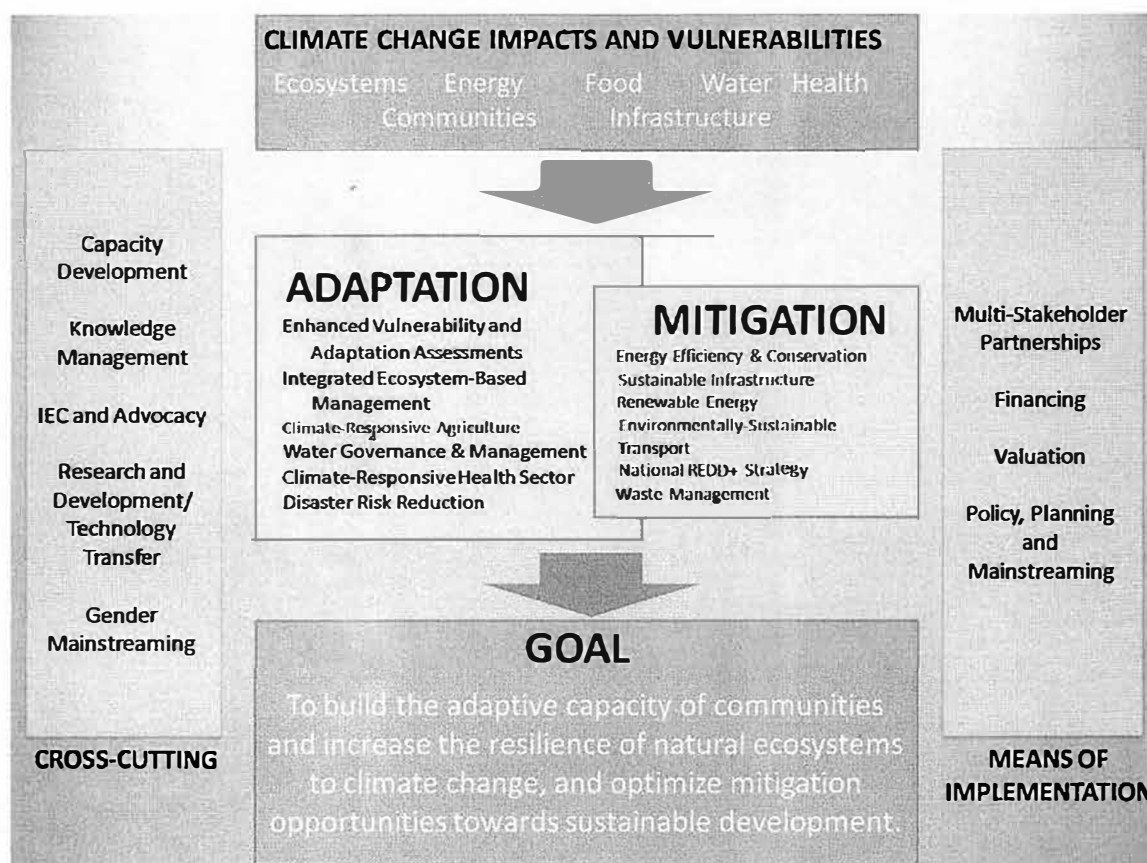 CLIMATE CHANGE IMPACTS AND VULNERABILITIES
Ecosystems Energy Food Water Health
Communities Infrastructure
Capacity
Development
Knowledge
Management
IEC and Advocacy
Research and
Development/
Technology
Transfer
Gender
Mainstreaming
CROSS-CUTTING
ADAPTATION
Enhanced Vulnerability and
Adaptation Assessments
Integrated Ecosystem-Based
Management
Climate-Responsive Agriculture
Water Governance & Management
Climate-Responsive Health Sector
Disaster Risk Reduction
MITIGATION
Energy Efficiency & Conservation
Sustainable Infrastructure
Renewable Energy
Environmentally-Sustainable
Transport
National REDD+ Strategy
Waste Management
Multi-Stakeholder
Partnerships
Financing
Valuation
Policy, Planning
and
Mainstreaming
MEANS OF
IMPLEMENTATION
GOAL
To build the adaptive capacity of communities
and increase the resilience of natural ecosystems
to climate change, and optimize mitigation
opportunities towards sustainable development.